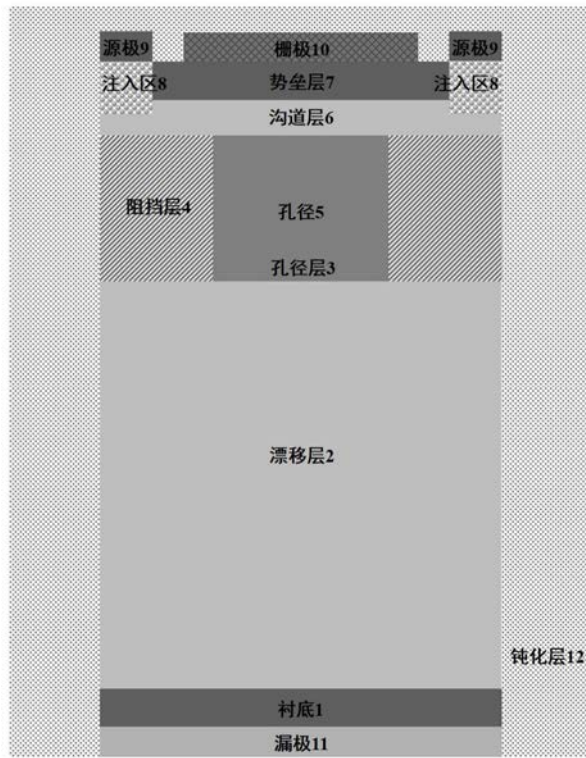 源极9 栅极10 源极9
注入区8 势垒层7 注入区8
沟道层6
阻挡层4 孔径5
孔径层3
漂移层2
钝化层12
衬底1
漏极11